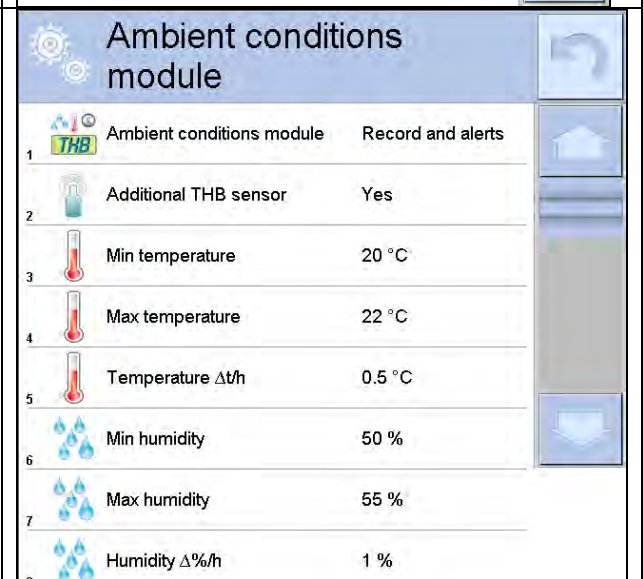 Ambient conditions
module
THB
1 Ambient conditions module Record and alerts
2 Additional THB sensor Yes
3 Min temperature 20 °C
4 Max temperature 22 °C
5 Temperature Δt/h 0.5 °C
6 Min humidity 50 %
7 Max humidity 55 %
Humidity Δ%/h 1 %